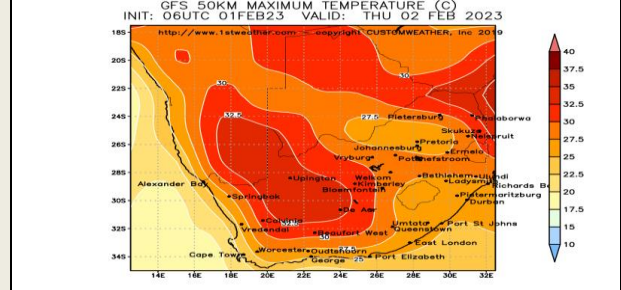 GFS 50KM MAXIMUM TEMPERATURE (C)
INIT: 06UTC 01FEB23 VALID: THU 02 FEB 2023
http://www.1stweather.com copyright CUSTOMWEATHER, Inc 2019
18S
20S
22S
24S
26S
28S
30S
32S
34S
14E 16E 18E 20E 22E 24E 26E 28E 30E 32E
40
37.5
35
32.5
30
27.5
25
22.5
20
17.5
15
10
30
30
32.5
27.5
Pietersburg
Phalaborwa
Skukuza
Nelspruit
Pretoria
Johannesburg
Ermelo
Vryburg
Potchefstroom
Alexander Bay
Upington
Welkom
Kimberley
Bloemfontein
Bethlehem
Ulundi
Ladysmith
Richards B
Springbok
Pietermaritzburg
Durban
De Aar
Calvinia
Vredendal
30
Beaufort West
Umtata
Queenstown
Port St Johns
East London
Cape Town
Worcester
Oudtshoorn
27.5
George
25
Port Elizabeth